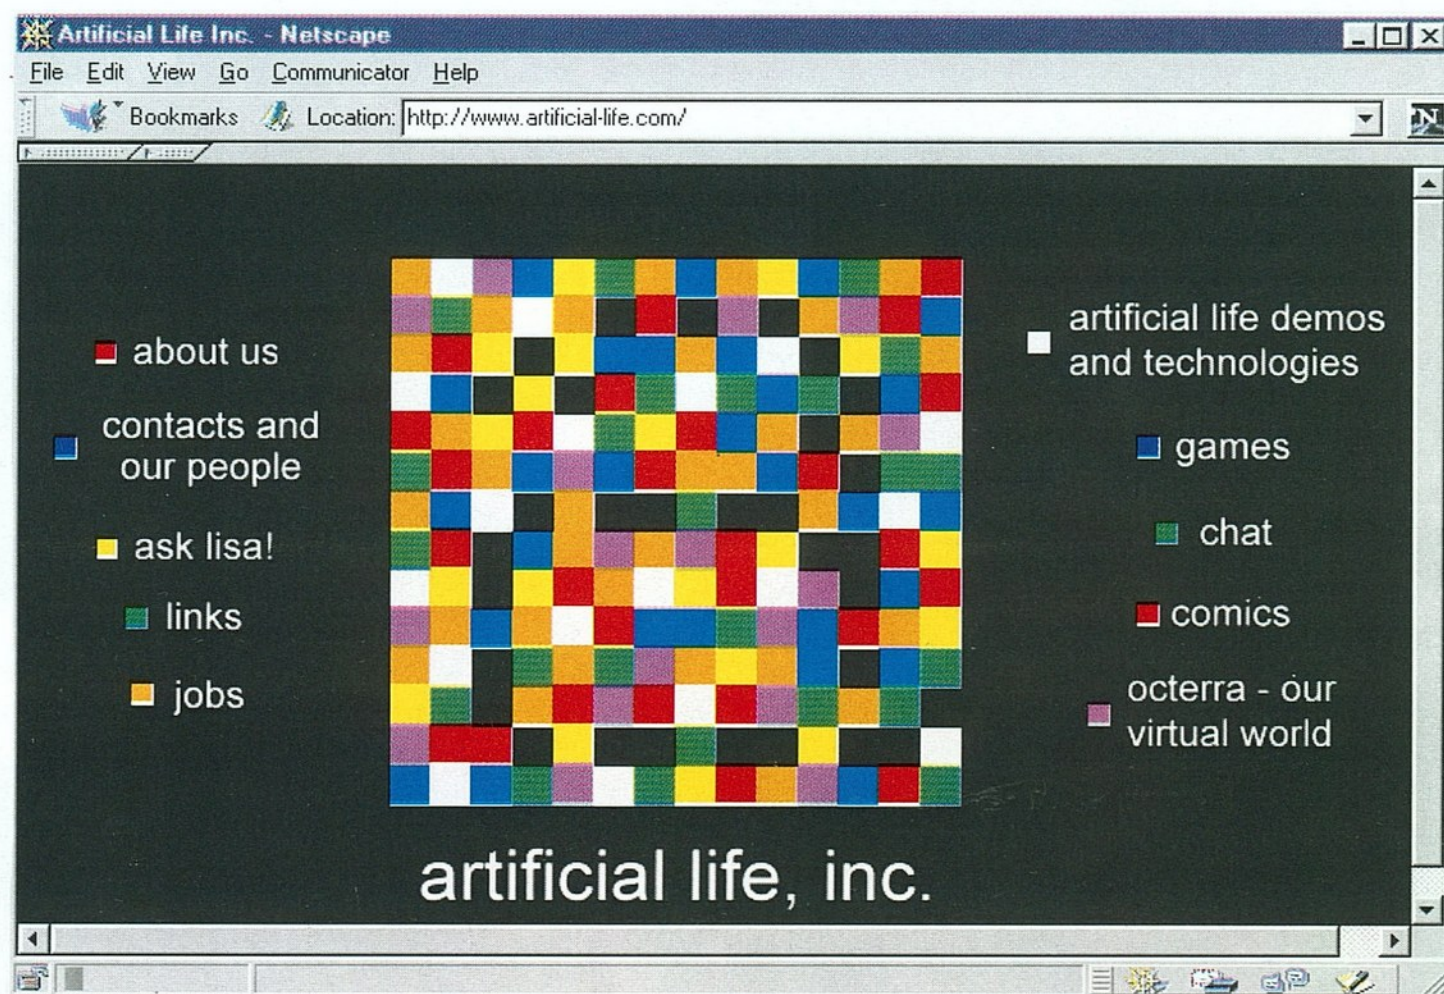 Artificial Life Inc. - Netscape
File Edit View Go Communicator Help
Bookmarks Location: http://www.artificial-life.com/
N
about us
contacts and
our people
ask lisa!
links
jobs
artificial life demos
and technologies
games
chat
comics
octerra - our
virtual world
artificial life, inc.